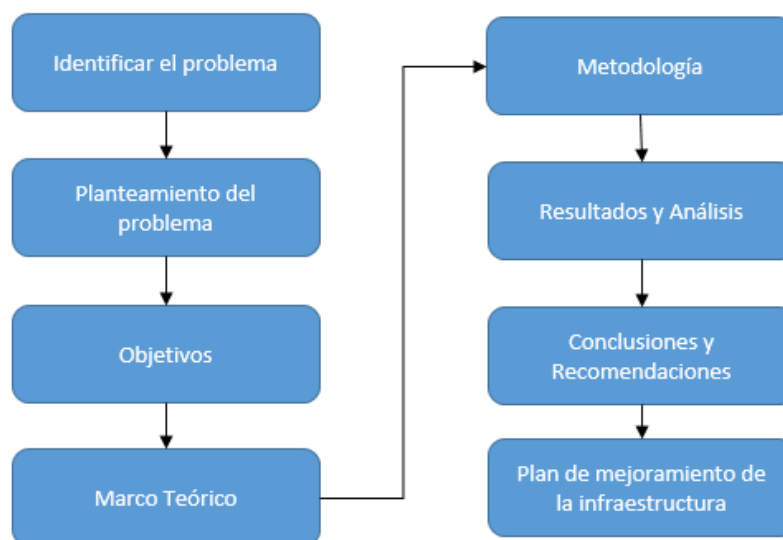 Identificar el problema
Planteamiento del
problema
Objetivos
Marco Teórico
Metodología
Resultados y Análisis
Conclusiones y
Recomendaciones
Plan de mejoramiento de
la infraestructura